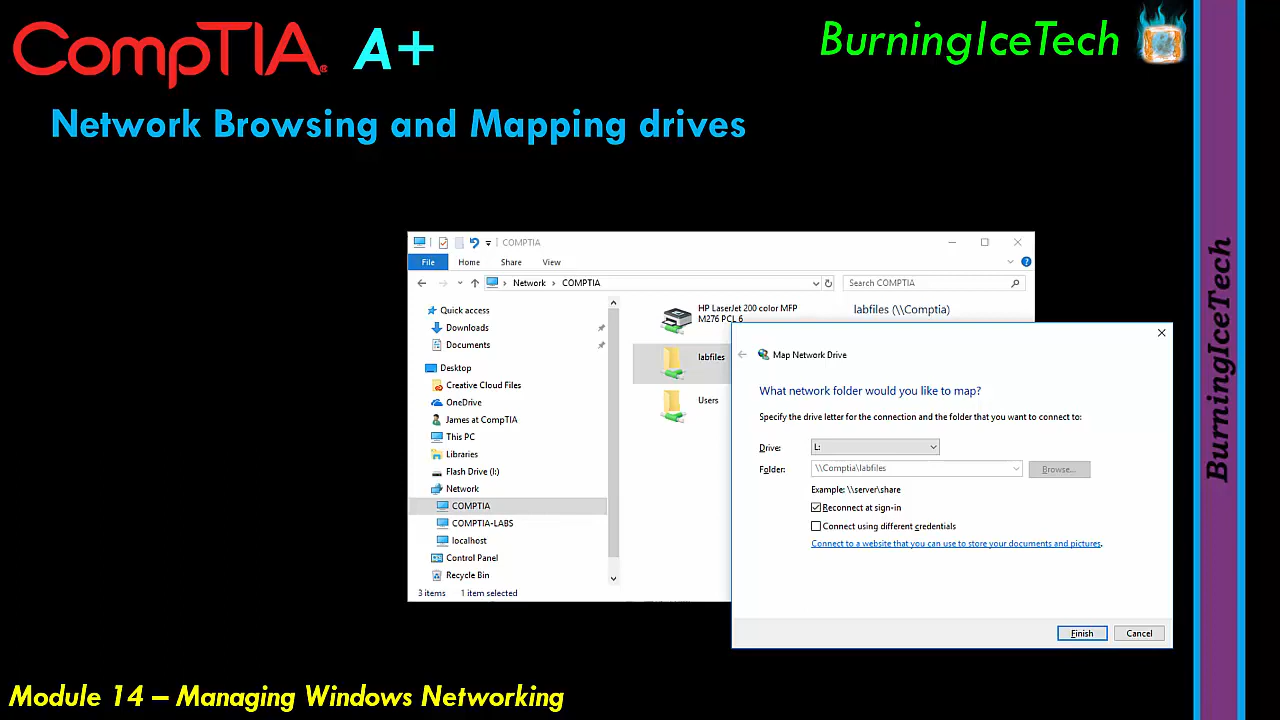 CompTIA® A+
BurningIceTech
Network Browsing and Mapping drives
COMPTIA
File Home Share View
Network > COMPTIA
Search COMPTIA
Quick access
Downloads
Documents
Desktop
Creative Cloud Files
OneDrive
James at CompTIA
This PC
Libraries
Flash Drive (I:)
Network
COMPTIA
COMPTIA-LABS
localhost
Control Panel
Recycle Bin
3 items 1 item selected
HP LaserJet 200 color MFP
M276 PCL 6
labfiles
Users
labfiles (\\Comptia)
Map Network Drive
What network folder would you like to map?
Specify the drive letter for the connection and the folder that you want to connect to:
Drive: L:
Folder: \\Comptia\labfiles Browse...
Example: \\server\share
Reconnect at sign-in
Connect using different credentials
Connect to a website that you can use to store your documents and pictures.
Finish Cancel
BurningIceTech
Module 14 – Managing Windows Networking